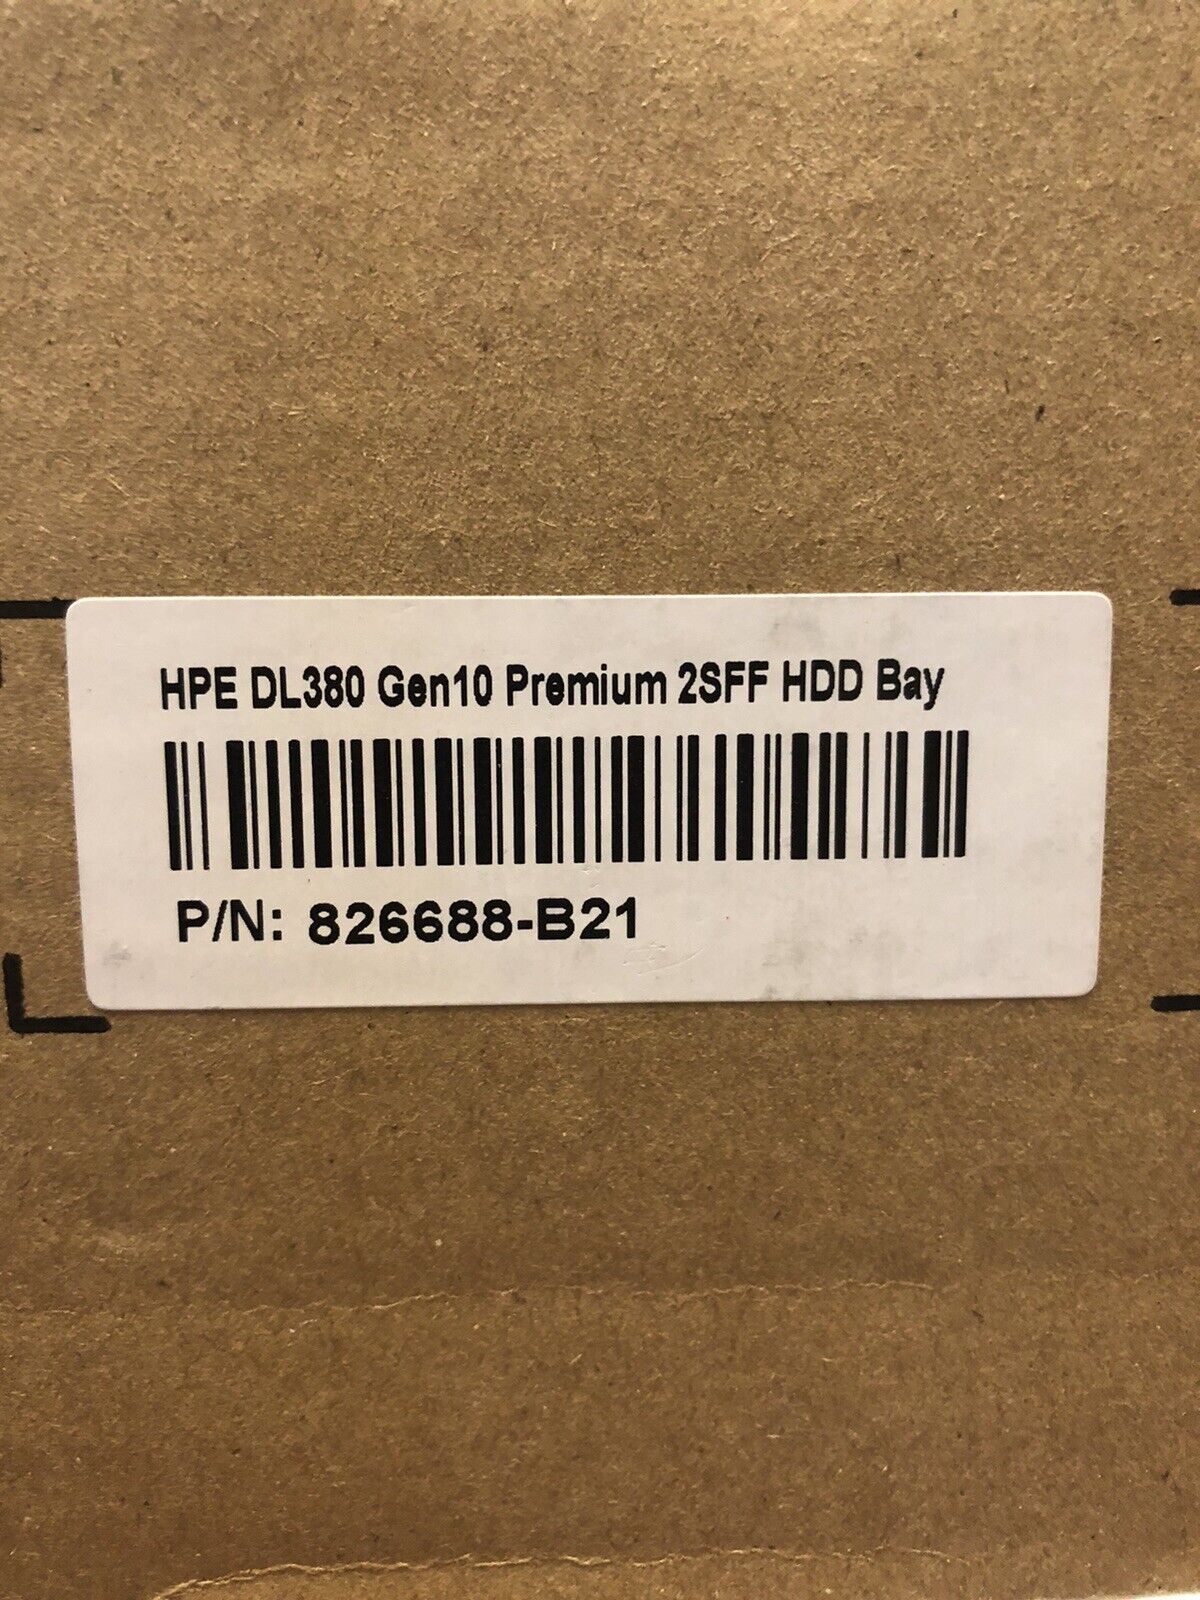 HPE DL380 Gen10 Premium 2SFF HDD Bay
P/N: 826688-B21